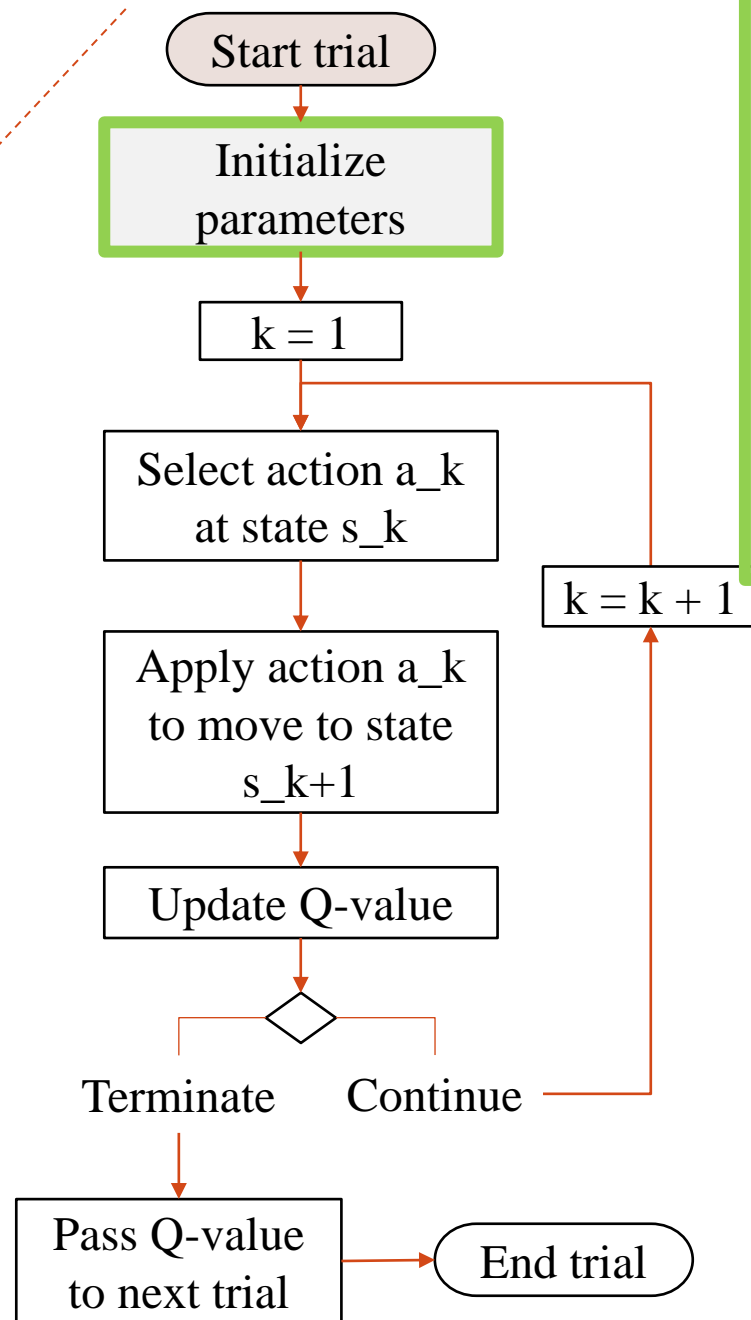 Start trial
Initialize
parameters
k = 1
Select action a_k
at state s_k
k = k + 1
Apply action a_k
to move to state
s_k+1
Update Q-value
Terminate
Continue
Pass Q-value
to next trial
End trial